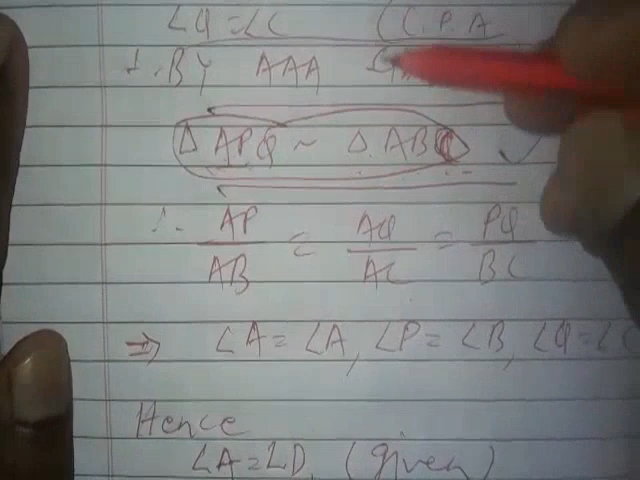 ∠Q = ∠C (C.P.A
∴ BY AAA
Δ APQ ~ Δ. ABC
∴ AP/AB = AQ/AC = PQ/BC
⇒ ∠A = ∠A, ∠P = ∠B, ∠Q = ∠C
Hence
∠A = ∠D (given)